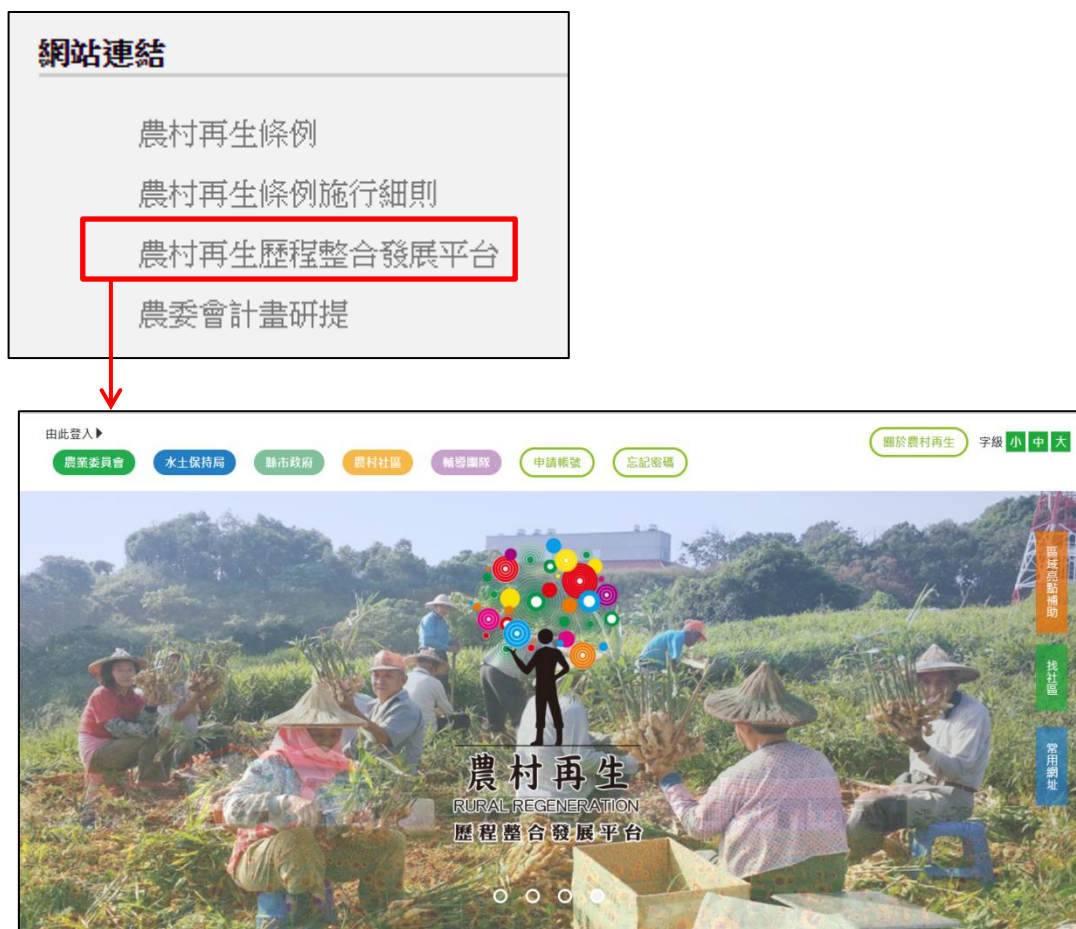 網站連結
農村再生條例
農村再生條例施行細則
農村再生歷程整合發展平台
農委會計畫研提
由此登入
農業委員會 水土保持局 縣市政府 農村社區 輔導團隊 申請帳號 忘記密碼 關於農村再生 字級 小 中 大
區域亮點補助
找社區
常用網址
農村再生
RURAL REGENERATION
歷程整合發展平台